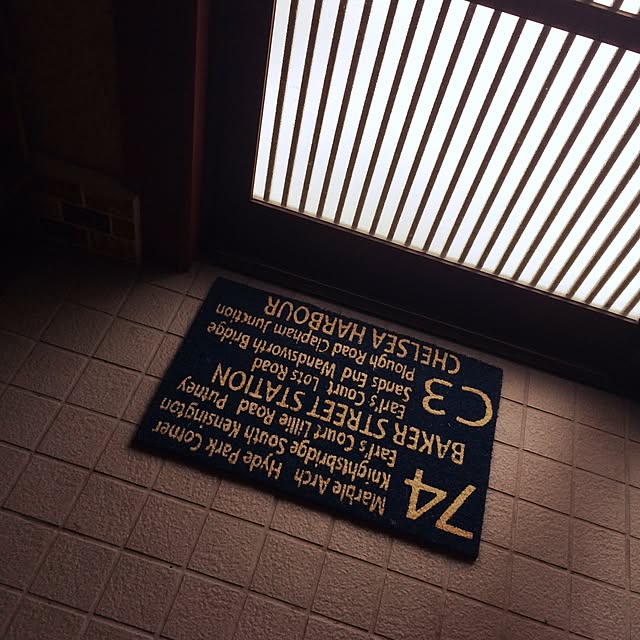 74
Marble Arch Hyde Park Corner
Knightsbridge South Kensington
Earl's Court Lillie Road Putney
BAKER STREET STATION
C3
Earl's Court Lots Road
Sands End Wandsworth Bridge
Plough Road Clapham Junction
CHELSEA HARBOUR